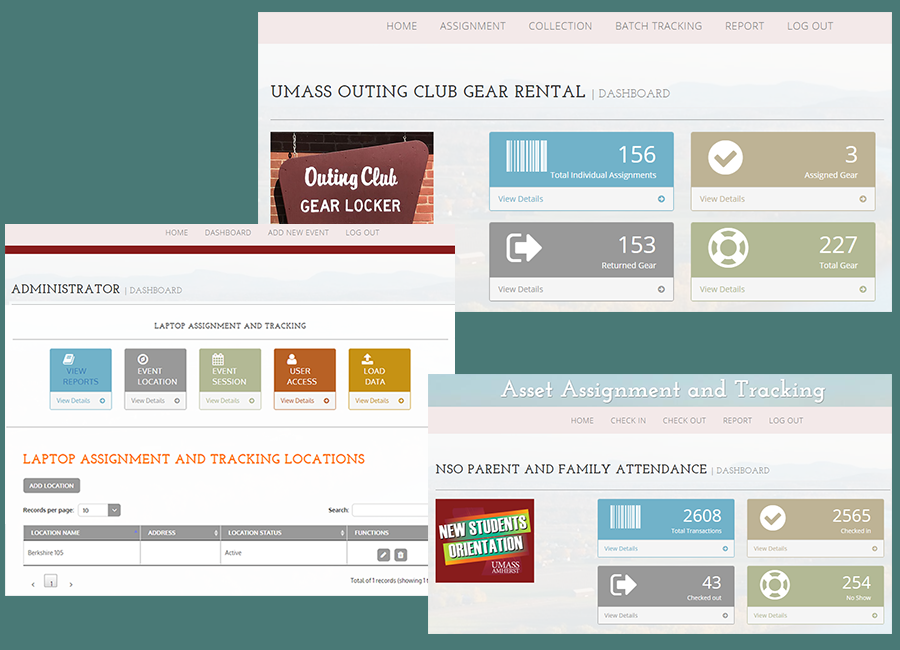 HOME ASSIGNMENT COLLECTION BATCH TRACKING REPORT LOG OUT
UMASS OUTING CLUB GEAR RENTAL | DASHBOARD
Outing Club
GEAR LOCKER
156
Total Individual Assignments
View Details
3
Assigned Gear
View Details
153
Returned Gear
View Details
227
Total Gear
View Details
HOME DASHBOARD ADD NEW EVENT LOG OUT
ADMINISTRATOR | DASHBOARD
LAPTOP ASSIGNMENT AND TRACKING
VIEW
REPORTS
View Details
EVENT
LOCATION
View Details
EVENT
SESSION
View Details
USER
ACCESS
View Details
LOAD
DATA
View Details
LAPTOP ASSIGNMENT AND TRACKING LOCATIONS
ADD LOCATION
Records per page: 10 Search:
LOCATION NAME ADDRESS LOCATION STATUS FUNCTIONS
Berkshire 105 Active
‹ 1 ›
Total of 1 records (showing 1
Asset Assignment and Tracking
HOME CHECK IN CHECK OUT REPORT LOG OUT
NSO PARENT AND FAMILY ATTENDANCE | DASHBOARD
NEW STUDENTS
ORIENTATION
UMASS
AMHERST
2608
Total Transactions
View Details
2565
Checked in
View Details
43
Checked out
View Details
254
No Show
View Details